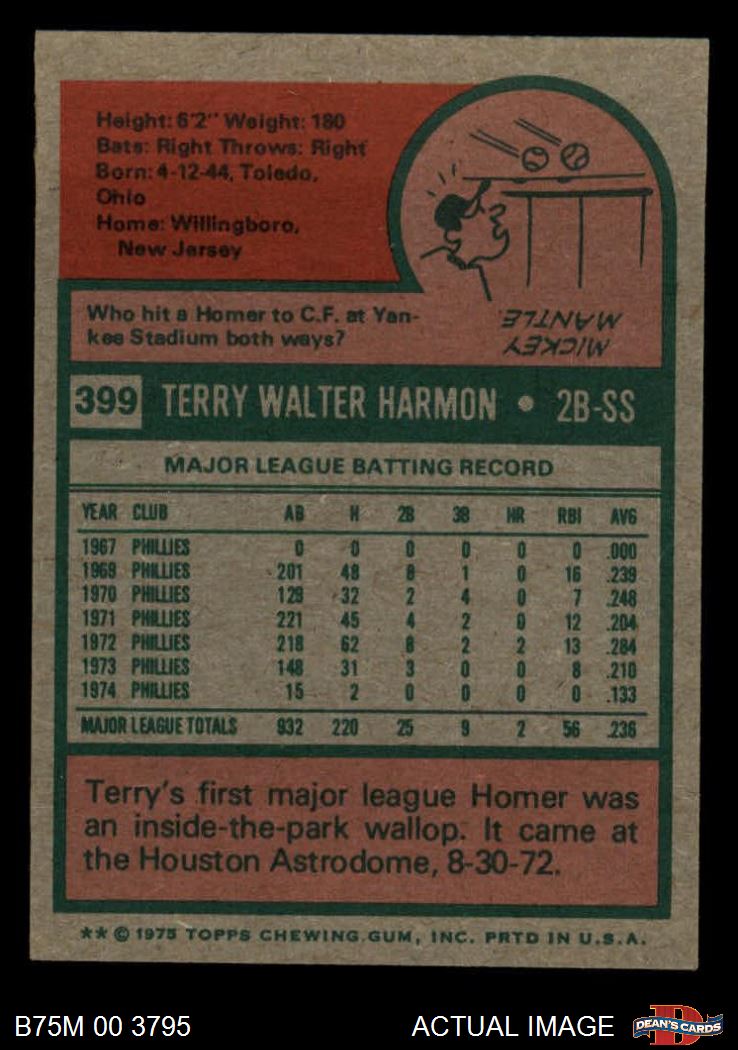 Height: 6'2" Weight: 180
Bats: Right Throws: Right
Born: 4-12-44, Toledo,
Ohio
Home: Willingboro,
New Jersey
Who hit a Homer to C.F. at Yan-
kee Stadium both ways?
MICKEY
MANTLE
399 TERRY WALTER HARMON • 2B-SS
MAJOR LEAGUE BATTING RECORD
YEAR CLUB AB H 2B 3B HR RBI AVG
1967 PHILLIES 0 0 0 0 0 0 .000
1969 PHILLIES 201 48 8 1 0 16 .239
1970 PHILLIES 129 32 2 4 0 7 .248
1971 PHILLIES 221 45 4 2 0 12 .204
1972 PHILLIES 218 62 8 2 2 13 .284
1973 PHILLIES 148 31 3 0 0 8 .210
1974 PHILLIES 15 2 0 0 0 0 .133
MAJOR LEAGUE TOTALS 932 220 25 9 2 56 .236
Terry's first major league Homer was
an inside-the-park wallop. It came at
the Houston Astrodome, 8-30-72.
** © 1975 TOPPS CHEWING GUM, INC. PRTD IN U.S.A.
B75M 00 3795 ACTUAL IMAGE D DEAN'S CARDS